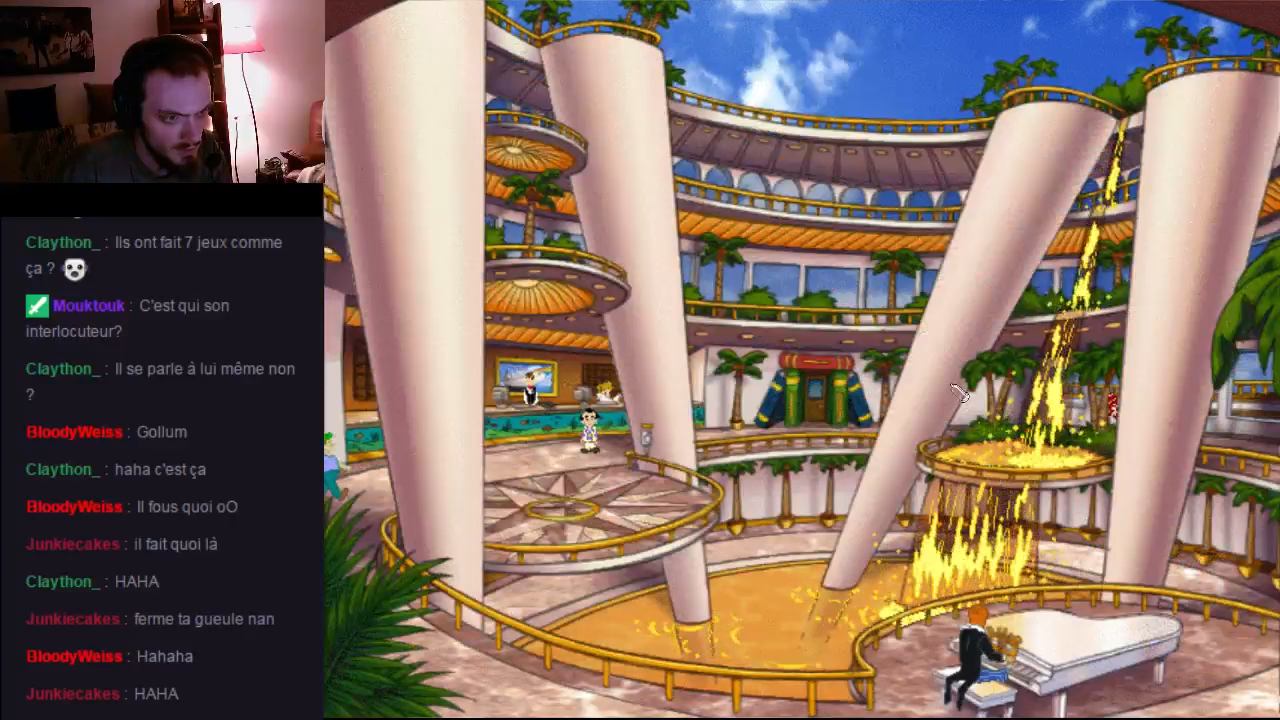 Claython_ : Ils ont fait 7 jeux comme
ça ?
Mouktouk : C'est qui son
interlocuteur?
Claython_ : Il se parle à lui même non
?
BloodyWeiss : Gollum
Claython_ : haha c'est ça
BloodyWeiss : Il fous quoi oO
Junkiecakes : il fait quoi là
Claython_ : HAHA
Junkiecakes : ferme ta gueule nan
BloodyWeiss : Hahaha
Junkiecakes : HAHA